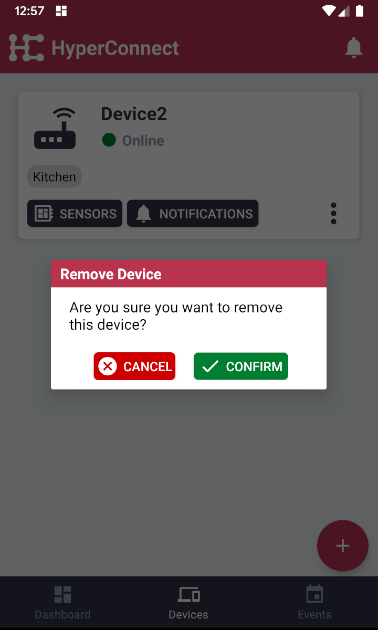 12:57
HyperConnect
Device2
Online
Kitchen
SENSORS NOTIFICATIONS
Remove Device
Are you sure you want to remove
this device?
CANCEL CONFIRM
Dashboard Devices Events